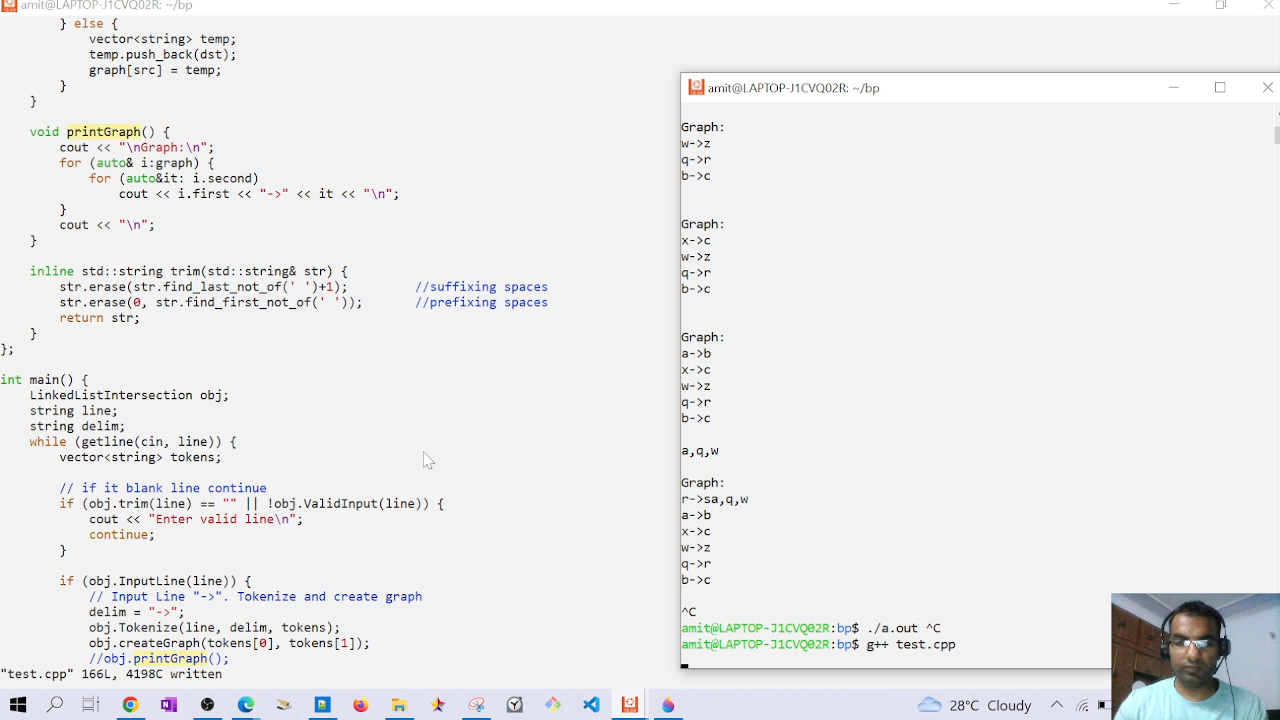 amit@LAPTOP-J1CVQ02R: ~/bp
} else {
vector<string> temp;
temp.push_back(dst);
graph[src] = temp;
}
}
void printGraph() {
cout << "\nGraph:\n";
for (auto& i:graph) {
for (auto&it: i.second)
cout << i.first << "->" << it << "\n";
}
cout << "\n";
}
inline std::string trim(std::string& str) {
str.erase(str.find_last_not_of(' ')+1); //suffixing spaces
str.erase(0, str.find_first_not_of(' ')); //prefixing spaces
return str;
}
};
int main() {
LinkedListIntersection obj;
string line;
string delim;
while (getline(cin, line)) {
vector<string> tokens;
// if it blank line continue
if (obj.trim(line) == "" || !obj.ValidInput(line)) {
cout << "Enter valid line\n";
continue;
}
if (obj.InputLine(line)) {
// Input Line "->". Tokenize and create graph
delim = "->";
obj.Tokenize(line, delim, tokens);
obj.createGraph(tokens[0], tokens[1]);
//obj.printGraph();
"test.cpp" 166L, 4198C written
amit@LAPTOP-J1CVQ02R: ~/bp
Graph:
w->z
q->r
b->c
Graph:
x->c
w->z
q->r
b->c
Graph:
a->b
x->c
w->z
q->r
b->c
a,q,w
Graph:
r->sa,q,w
a->b
x->c
w->z
q->r
b->c
^C
amit@LAPTOP-J1CVQ02R:bp$ ./a.out ^C
amit@LAPTOP-J1CVQ02R:bp$ g++ test.cpp
28°C Cloudy